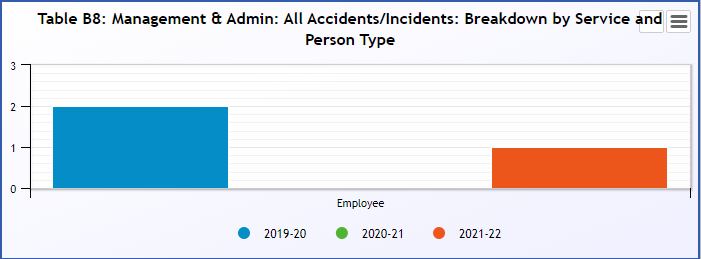 Table B8: Management & Admin: All Accidents/Incidents: Breakdown by Service and
Person Type
3
2
1
0
Employee
2019-20 2020-21 2021-22